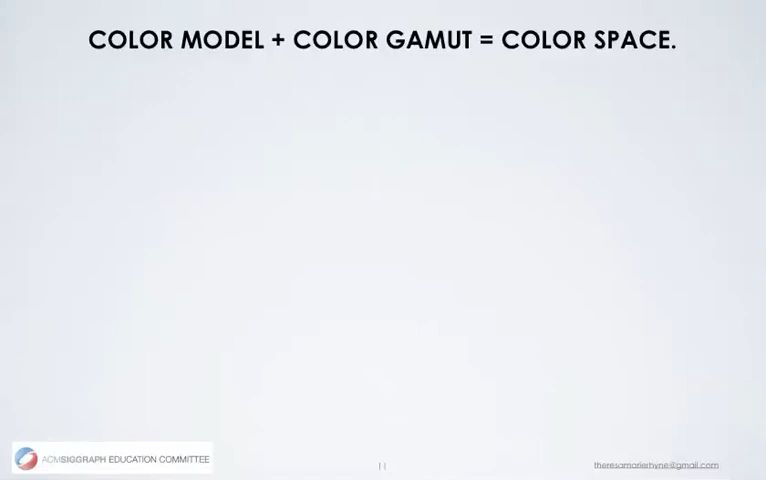 COLOR MODEL + COLOR GAMUT = COLOR SPACE.
ACMSIGGRAPH EDUCATION COMMITTEE
11
theresamarierhyne@gmail.com